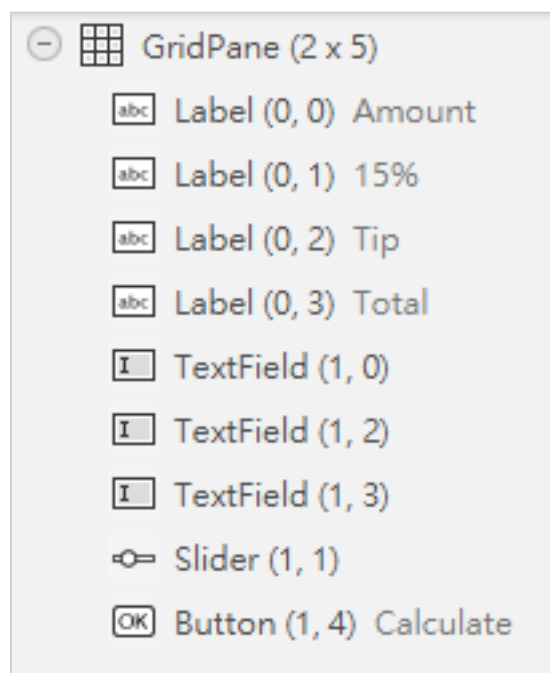 GridPane (2 x 5)
abc Label (0, 0) Amount
abc Label (0, 1) 15%
abc Label (0, 2) Tip
abc Label (0, 3) Total
I TextField (1, 0)
I TextField (1, 2)
I TextField (1, 3)
Slider (1, 1)
OK Button (1, 4) Calculate